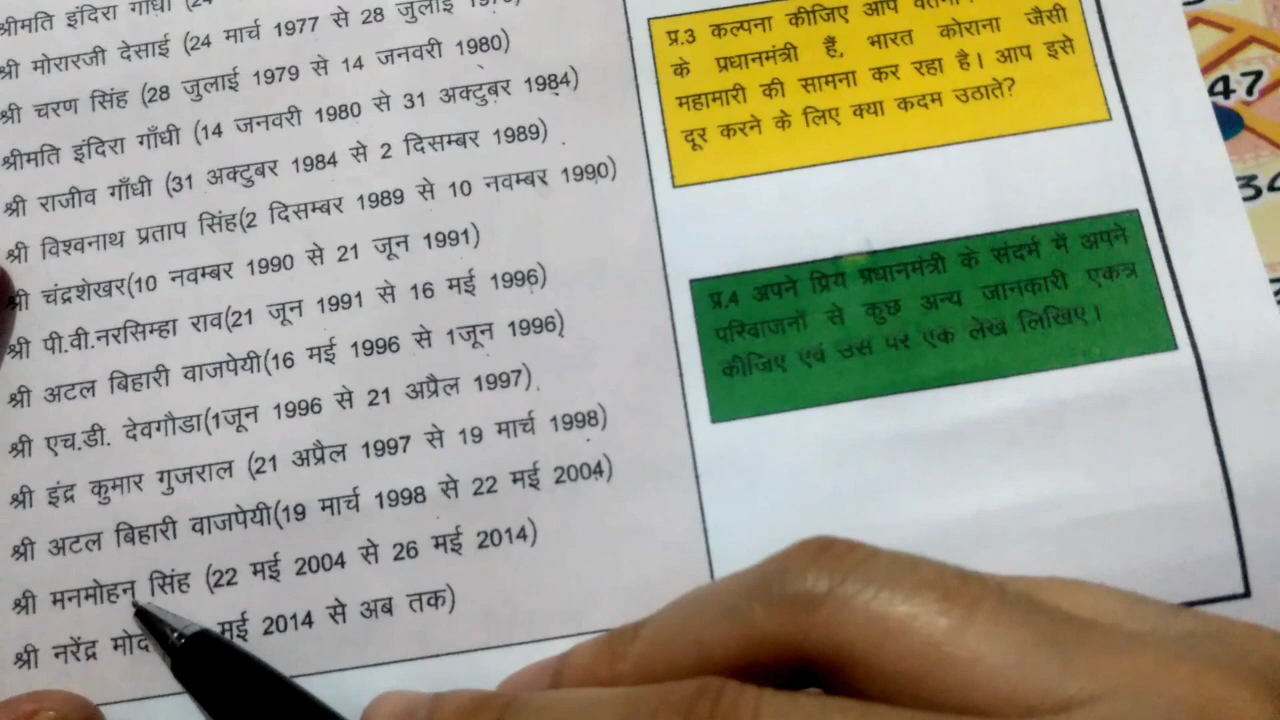 श्रीमति इंदिरा गाँधी (24
श्री मोरारजी देसाई (24 मार्च 1977 से 28 जुलाई
श्री चरण सिंह (28 जुलाई 1979 से 14 जनवरी 1980)
श्रीमति इंदिरा गाँधी (14 जनवरी 1980 से 31 अक्टुबर 1984)
श्री राजीव गाँधी (31 अक्टुबर 1984 से 2 दिसम्बर 1989)
श्री विश्वनाथ प्रताप सिंह(2 दिसम्बर 1989 से 10 नवम्बर 1990)
श्री चंद्रशेखर(10 नवम्बर 1990 से 21 जून 1991)
श्री पी.वी.नरसिम्हा राव(21 जून 1991 से 16 मई 1996)
श्री अटल बिहारी वाजपेयी(16 मई 1996 से 1जून 1996)
श्री एच.डी. देवगौडा(1जून 1996 से 21 अप्रैल 1997)
श्री इंद्र कुमार गुजराल (21 अप्रैल 1997 से 19 मार्च 1998)
श्री अटल बिहारी वाजपेयी(19 मार्च 1998 से 22 मई 2004)
श्री मनमोहन सिंह (22 मई 2004 से 26 मई 2014)
श्री नरेंद्र मई 2014 से अब तक)
प्र.3 कल्पना कीजिए आप
के प्रधानमंत्री हैं, भारत कोराना जैसी
महामारी की सामना कर रहा है। आप इसे
दूर करने के लिए क्या कदम उठाते?
प्र.4 अपने प्रिय प्रधानमंत्री के संदर्भ में अपने
परिवाजनों से कुछ अन्य जानकारी एकत्र
कीजिए एवं उस पर एक लेख लिखिए।
47